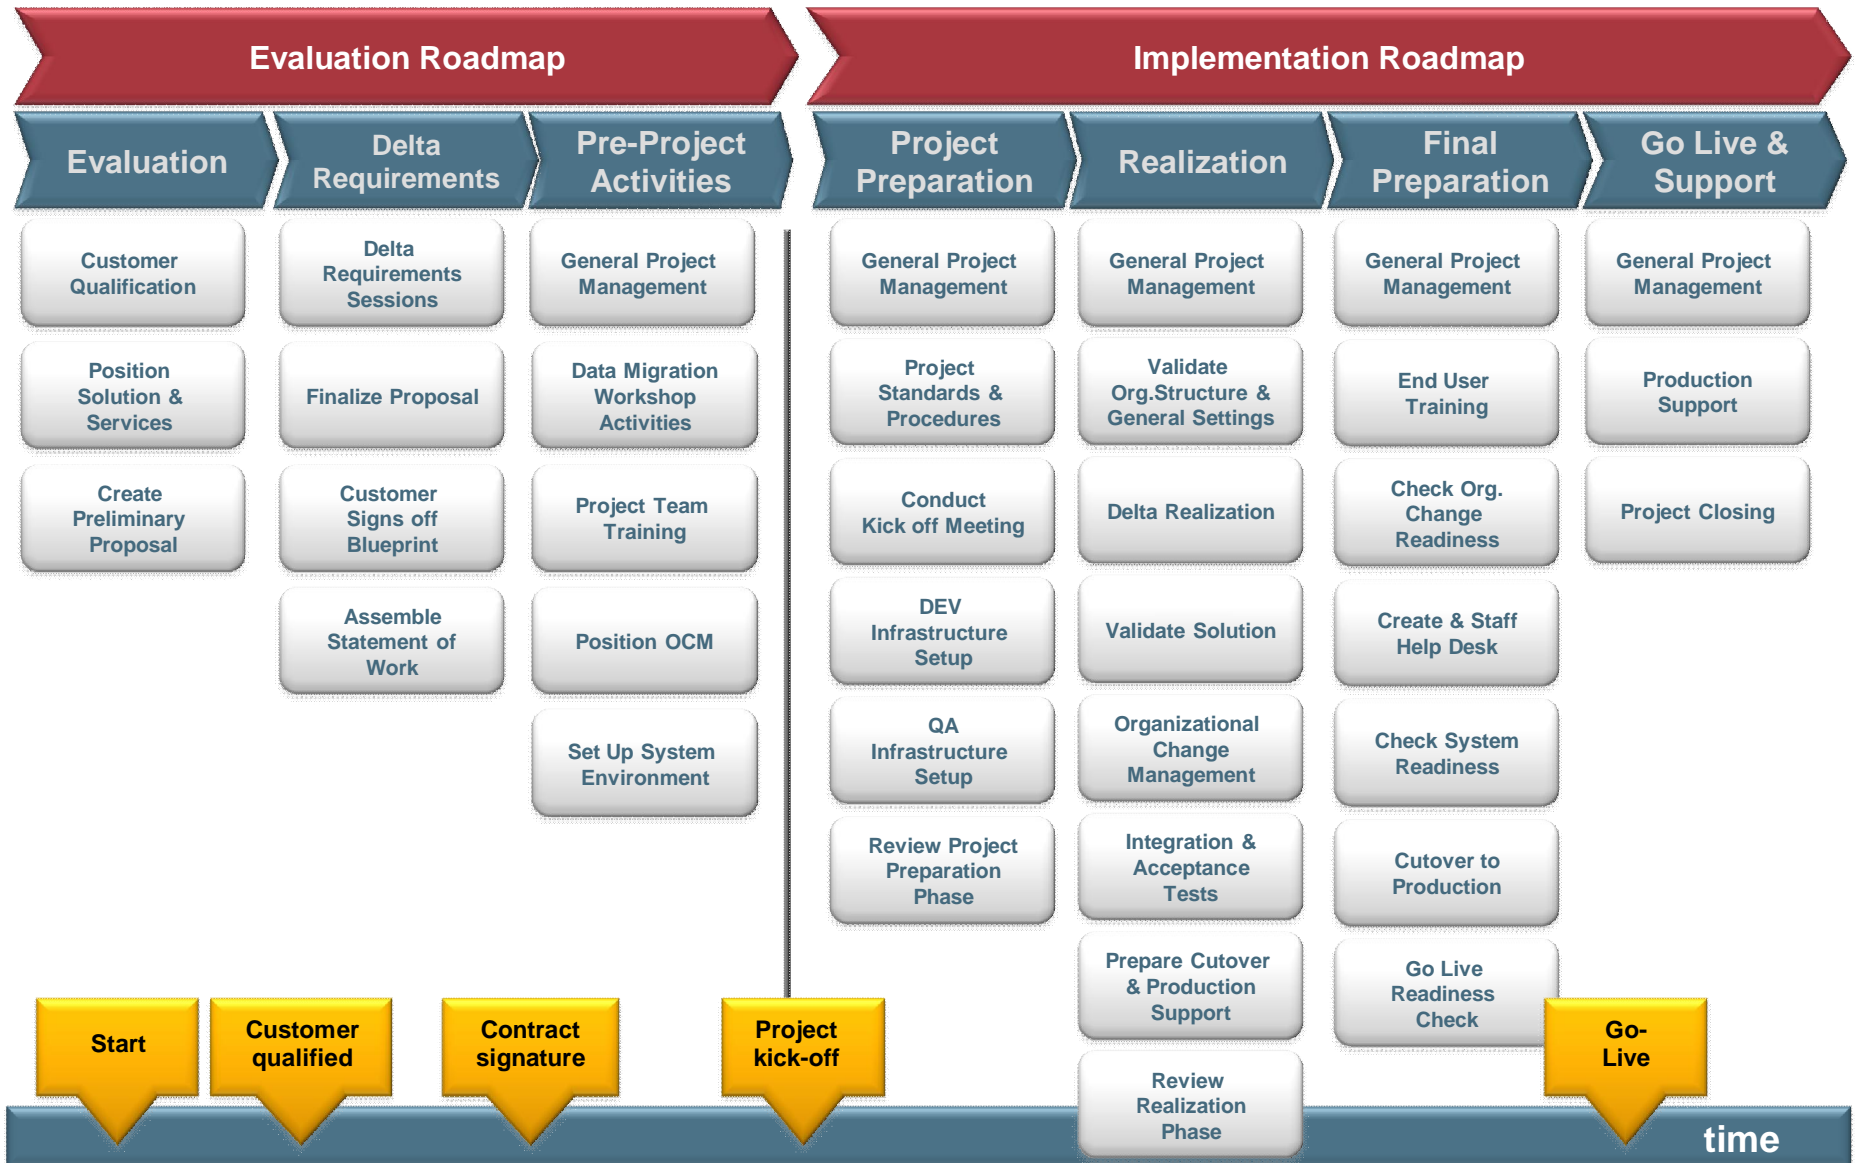 Evaluation Roadmap
Implementation Roadmap
Evaluation
Delta
Requirements
Pre-Project
Activities
Project
Preparation
Realization
Final
Preparation
Go Live &
Support
Customer
Qualification
Position
Solution &
Services
Create
Preliminary
Proposal
Delta
Requirements
Sessions
Finalize Proposal
Customer
Signs off
Blueprint
Assemble
Statement of
Work
General Project
Management
Data Migration
Workshop
Activities
Project Team
Training
Position OCM
Set Up System
Environment
General Project
Management
Project
Standards &
Procedures
Conduct
Kick off Meeting
DEV
Infrastructure
Setup
QA
Infrastructure
Setup
Review Project
Preparation
Phase
General Project
Management
Validate
Org.Structure &
General Settings
Delta Realization
Validate Solution
Organizational
Change
Management
Integration &
Acceptance
Tests
Prepare Cutover
& Production
Support
Review
Realization
Phase
General Project
Management
End User
Training
Check Org.
Change
Readiness
Create & Staff
Help Desk
Check System
Readiness
Cutover to
Production
Go Live
Readiness
Check
General Project
Management
Production
Support
Project Closing
Start
Customer
qualified
Contract
signature
Project
kick-off
Go-
Live
time